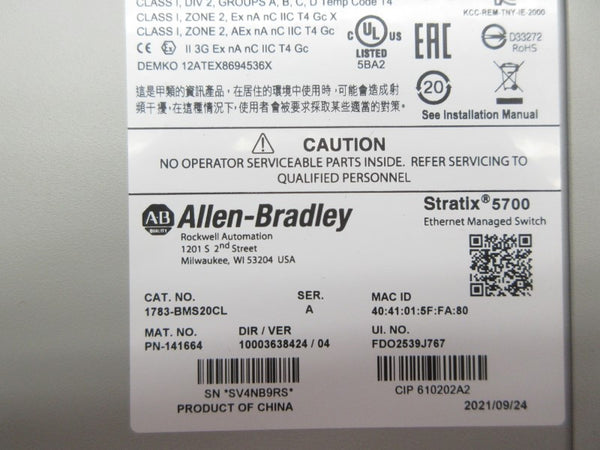 CLASS I, DIV 2, GROUPS A, B, C, D Temp Code T4
CLASS I, ZONE 2, Ex nA nC IIC T4 Gc X
CLASS I, ZONE 2, AEx nA nC IIC T4 Gc
CE Ex II 3G Ex nA nC IIC T4 Gc
DEMKO 12ATEX8694536X
C UL US
LISTED
5BA2
EAC
KCC-REM-TNY-IE-2000
D33272
RoHS
20
See Installation Manual
這是甲類的資訊產品，在居住的環境中使用時，可能會造成射
頻干擾，在這種情況下，使用者會被要求採取某些適當的對策。
CAUTION
NO OPERATOR SERVICEABLE PARTS INSIDE. REFER SERVICING TO
QUALIFIED PERSONNEL
AB QUALITY Allen-Bradley
Rockwell Automation
1201 S 2nd Street
Milwaukee, WI 53204 USA
Stratix® 5700
Ethernet Managed Switch
CAT. NO. SER. MAC ID
1783-BMS20CL A 40:41:01:5F:FA:80
MAT. NO. DIR / VER UI. NO.
PN-141664 10003638424 / 04 FDO2539J767
SN *SV4NB9RS* CIP 610202A2
PRODUCT OF CHINA 2021/09/24